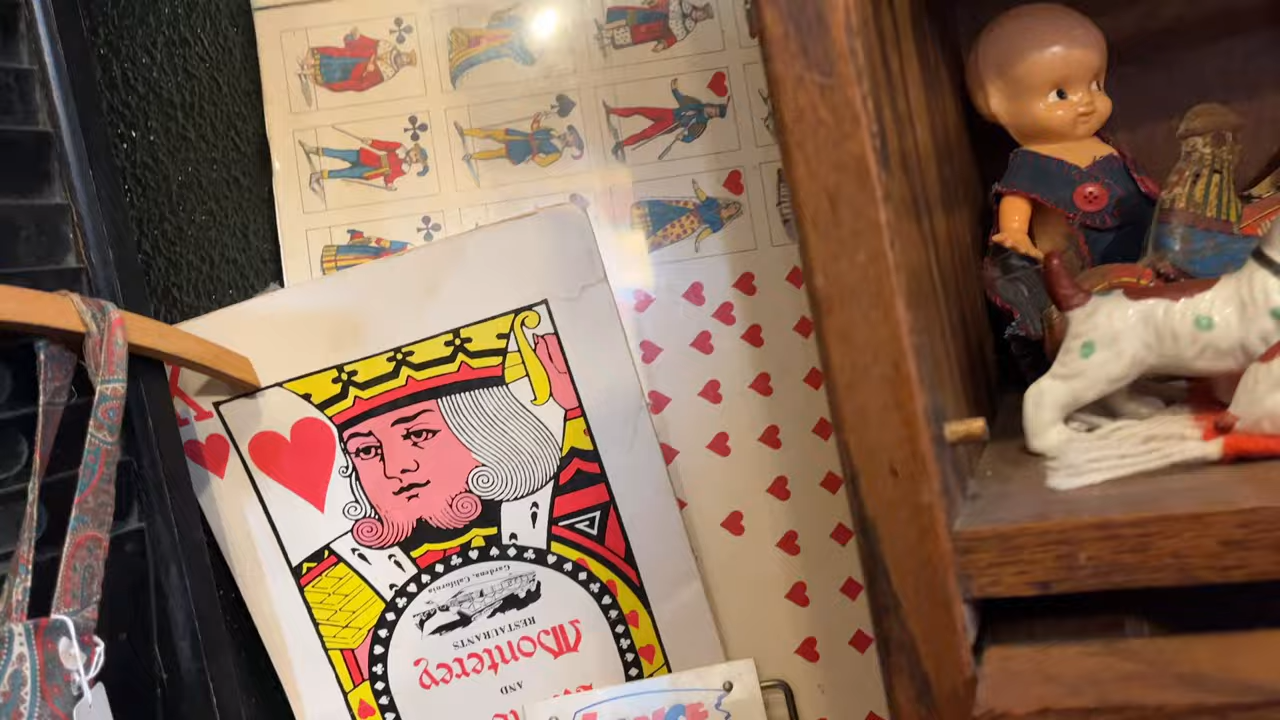 K
Gardena, California
RESTAURANTS
Monterey
AND